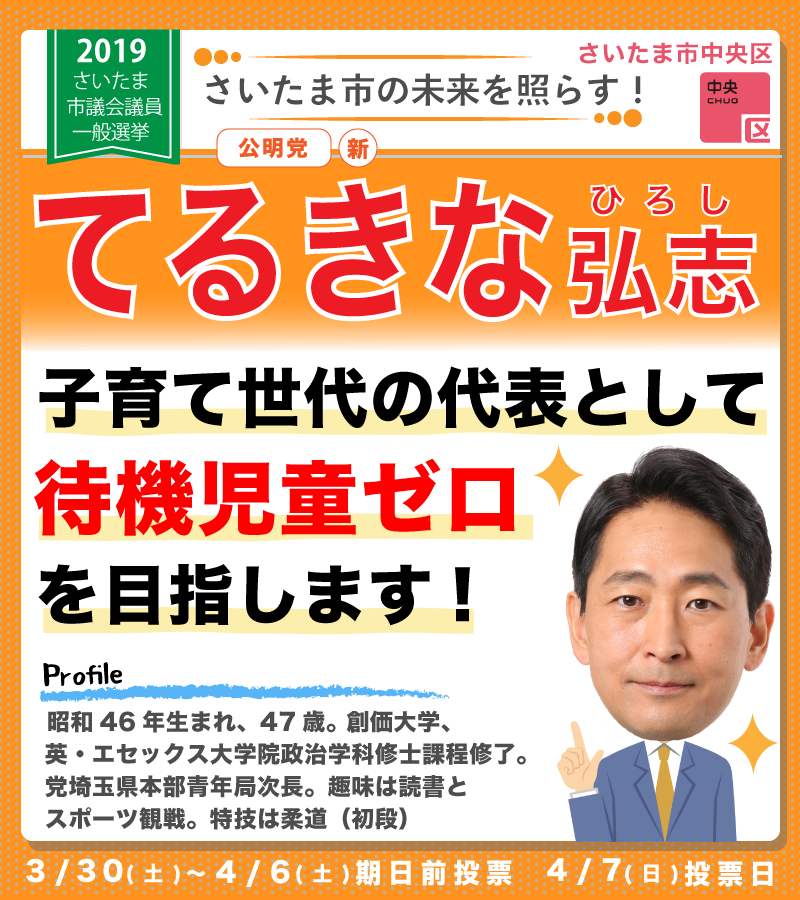 2019
さいたま
市議会議員
一般選挙
さいたま市中央区
さいたま市の未来を照らす！
中央
CHUO
区
公明党
新
ひろし
てるきな弘志
子育て世代の代表として
待機児童ゼロ
を目指します！
Profile
昭和46年生まれ、47歳。創価大学、
英・エセックス大学院政治学科修士課程修了。
党埼玉県本部青年局次長。趣味は読書と
スポーツ観戦。特技は柔道（初段）
3/30(土)～4/6(土)期日前投票 4/7(日)投票日